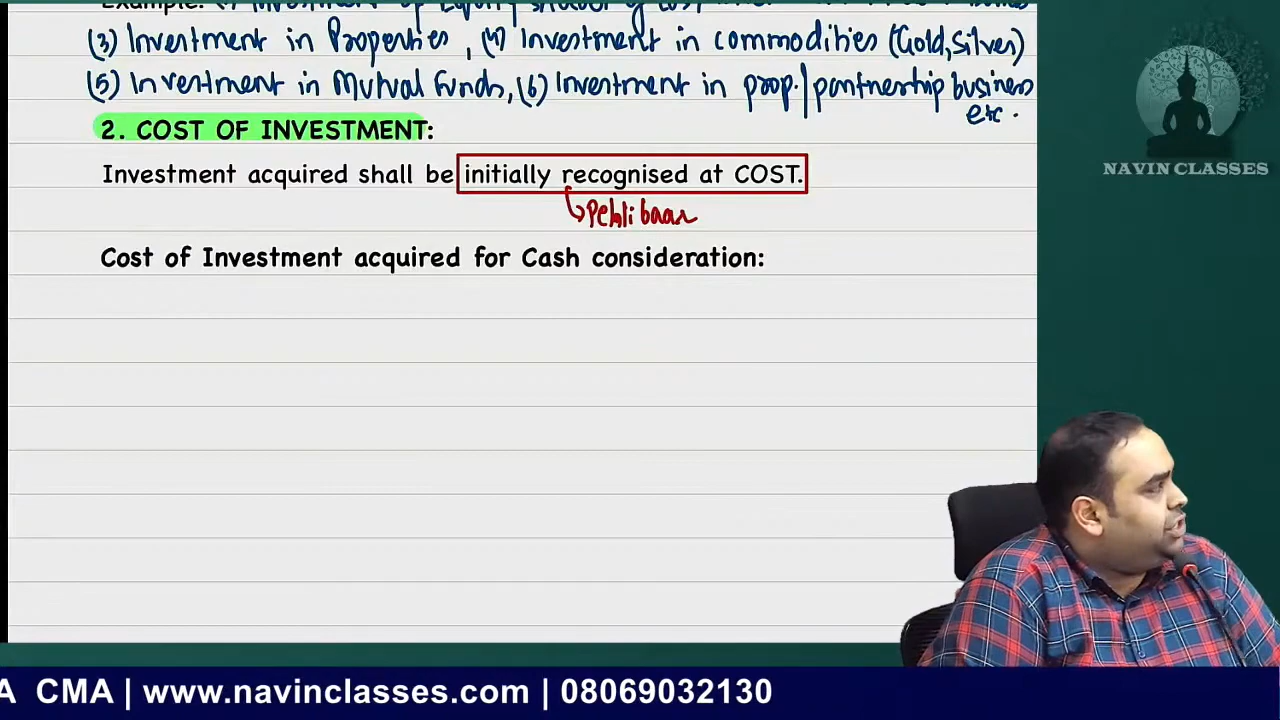 (3) Investment in Properties, (4) Investment in commodities (Gold, Silver)
(5) Investment in Mutual Funds, (6) Investment in prop. | partnership business
etc.
2. COST OF INVESTMENT:
Investment acquired shall be initially recognised at COST.
Pehli baar
Cost of Investment acquired for Cash consideration:
NAVIN CLASSES
A CMA | www.navinclasses.com | 08069032130